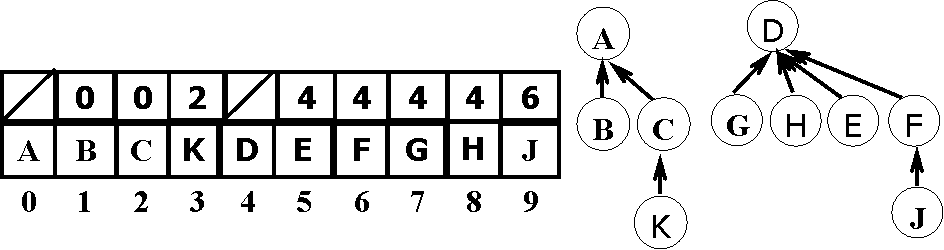 0 0 2 4 4 4 4 6
A B C K D E F G H J
0 1 2 3 4 5 6 7 8 9
A
B C
K
D
G H E F
J